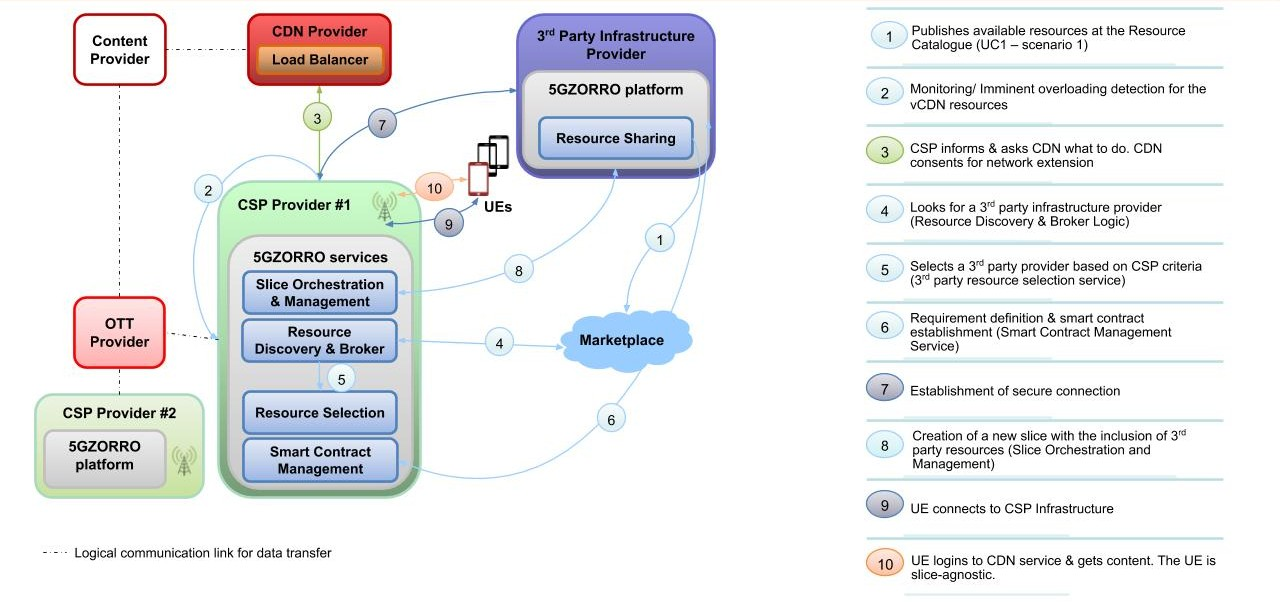 Content
Provider
CDN Provider
Load Balancer
3rd Party Infrastructure
Provider
5GZORRO platform
Resource Sharing
3
7
2
10
UEs
9
CSP Provider #1
5GZORRO services
Slice Orchestration
& Management
Resource
Discovery & Broker
5
Resource Selection
Smart Contract
Management
8
1
4
Marketplace
6
OTT
Provider
CSP Provider #2
5GZORRO
platform
Logical communication link for data transfer
1 Publishes available resources at the Resource
Catalogue (UC1 – scenario 1)
2 Monitoring/ Imminent overloading detection for the
vCDN resources
3 CSP informs & asks CDN what to do. CDN
consents for network extension
4 Looks for a 3rd party infrastructure provider
(Resource Discovery & Broker Logic)
5 Selects a 3rd party provider based on CSP criteria
(3rd party resource selection service)
6 Requirement definition & smart contract
establishment (Smart Contract Management
Service)
7 Establishment of secure connection
8 Creation of a new slice with the inclusion of 3rd
party resources (Slice Orchestration and
Management)
9 UE connects to CSP Infrastructure
10 UE logins to CDN service & gets content. The UE is
slice-agnostic.